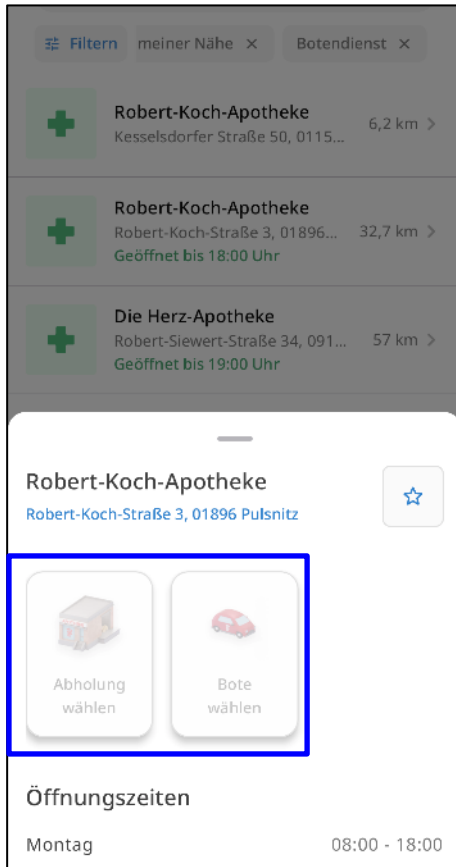 Filtern meiner Nähe × Botendienst ×
Robert-Koch-Apotheke
Kesselsdorfer Straße 50, 0115... 6,2 km >
Robert-Koch-Apotheke
Robert-Koch-Straße 3, 01896... 32,7 km >
Geöffnet bis 18:00 Uhr
Die Herz-Apotheke
Robert-Siewert-Straße 34, 091... 57 km >
Geöffnet bis 19:00 Uhr
Robert-Koch-Apotheke
Robert-Koch-Straße 3, 01896 Pulsnitz
Abholung wählen
Bote wählen
Öffnungszeiten
Montag 08:00 - 18:00